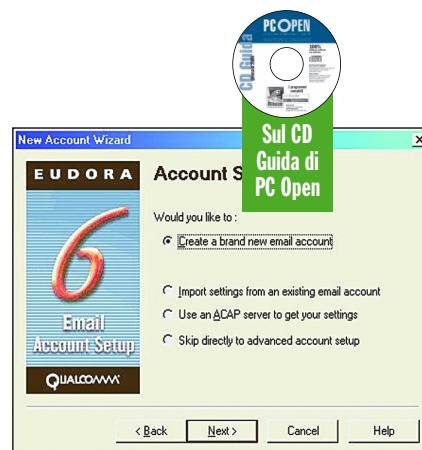 PC OPEN
100%
CD Guida
Sul CD
Guida di
PC Open
New Account Wizard
EUDORA
Account S
Would you like to :
Create a brand new email account
Import settings from an existing email account
Use an ACAP server to get your settings
Skip directly to advanced account setup
6
Email
Account Setup
QUALCOMM
< Back
Next >
Cancel
Help